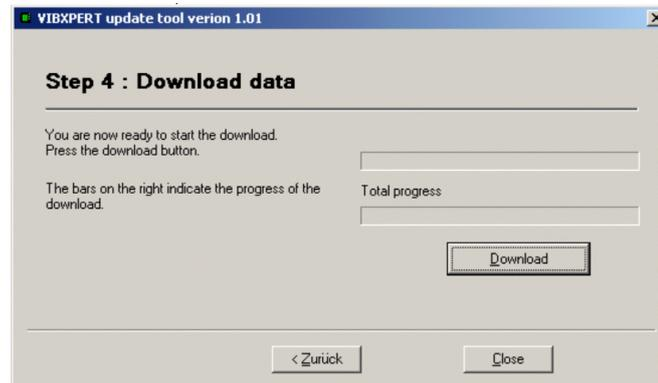 VIBXPERT update tool verion 1.01
Step 4 : Download data
You are now ready to start the download.
Press the download button.
The bars on the right indicate the progress of the
download.
Total progress
Download
< Zurück
Close